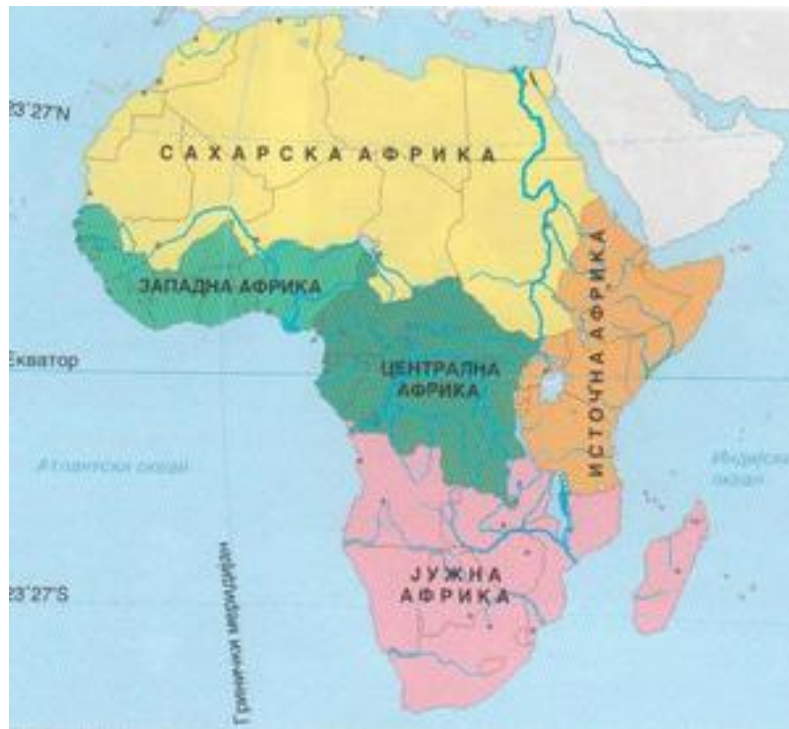 23°27'N
САХАРСКА АФРИКА
ЗАПАДНА АФРИКА
ИСТОЧНА АФРИКА
Екватор
ЦЕНТРАЛНА
АФРИКА
Атлантски океан
Индијски
океан
ЈУЖНА
АФРИКА
23°27'S
Гринички меридијан